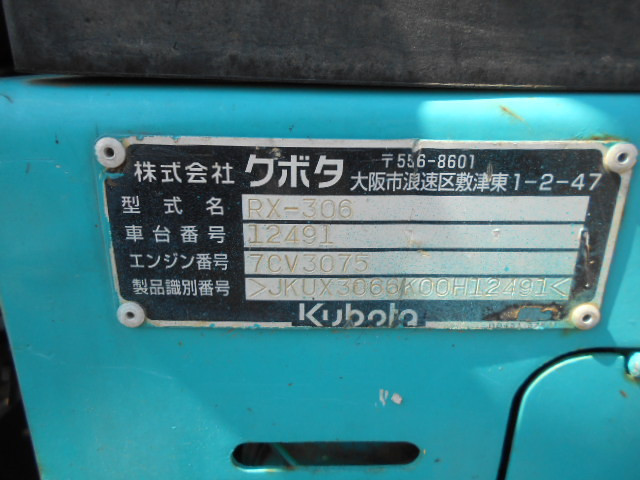 株式会社 クボタ 〒556-8601
大阪市浪速区敷津東1-2-47
型式名 RX-306
車台番号 12491
エンジン番号 7CV3075
製品識別番号 >JKUX3066K00H12491<
Kubota